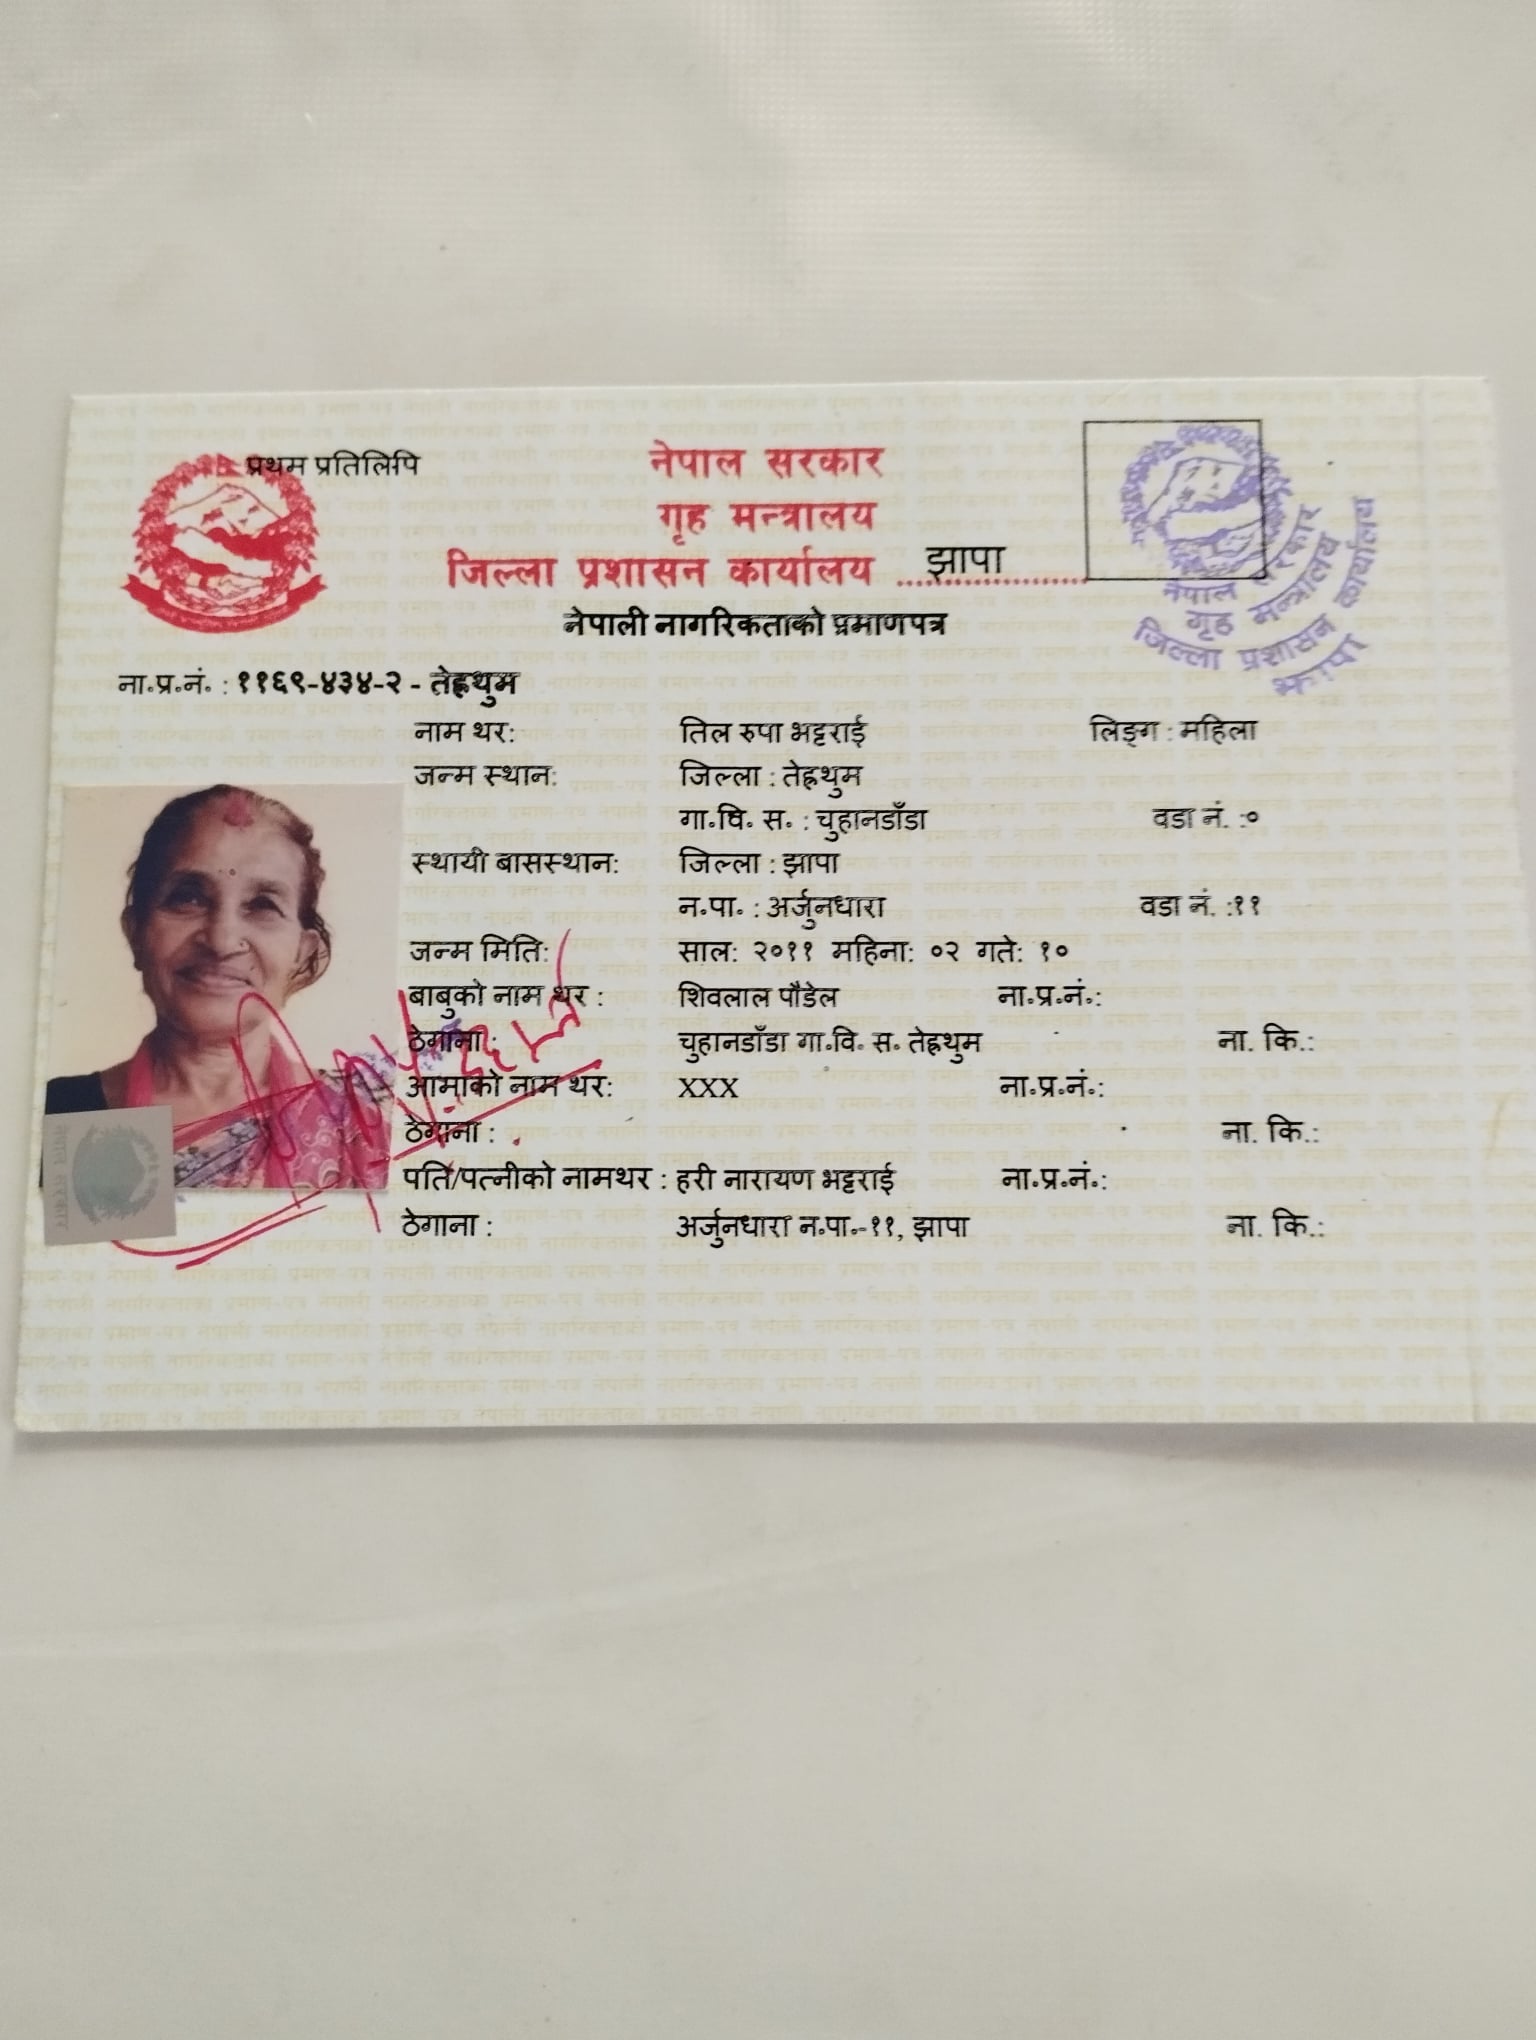 प्रथम प्रतिलिपि
नेपाल सरकार
गृह मन्त्रालय
जिल्ला प्रशासन कार्यालय झापा
नेपाली नागरिकताको प्रमाणपत्र
नेपाल सरकार
गृह मन्त्रालय
जिल्ला प्रशासन कार्यालय
झापा
ना.प्र.नं. : ११६९-४३४-२ - तेह्रथुम
नाम थर: तिल रुपा भट्टराई लिङ्ग : महिला
जन्म स्थान: जिल्ला : तेह्रथुम
गा.वि. स. : चुहानडाँडा वडा नं. :०
स्थायी बासस्थान: जिल्ला : झापा
न.पा. : अर्जुनधारा वडा नं. :११
जन्म मिति: साल: २०११ महिना: ०२ गते: १०
बाबुको नाम थर : शिवलाल पौडेल ना.प्र.नं.:
ठेगाना : चुहानडाँडा गा.वि. स. तेह्रथुम ना. कि.:
आमाको नाम थर: XXX ना.प्र.नं.:
ठेगाना : ना. कि.:
पति/पत्नीको नामथर : हरी नारायण भट्टराई ना.प्र.नं.:
ठेगाना : अर्जुनधारा न.पा.-११, झापा ना. कि.:
नेपाल सरकार